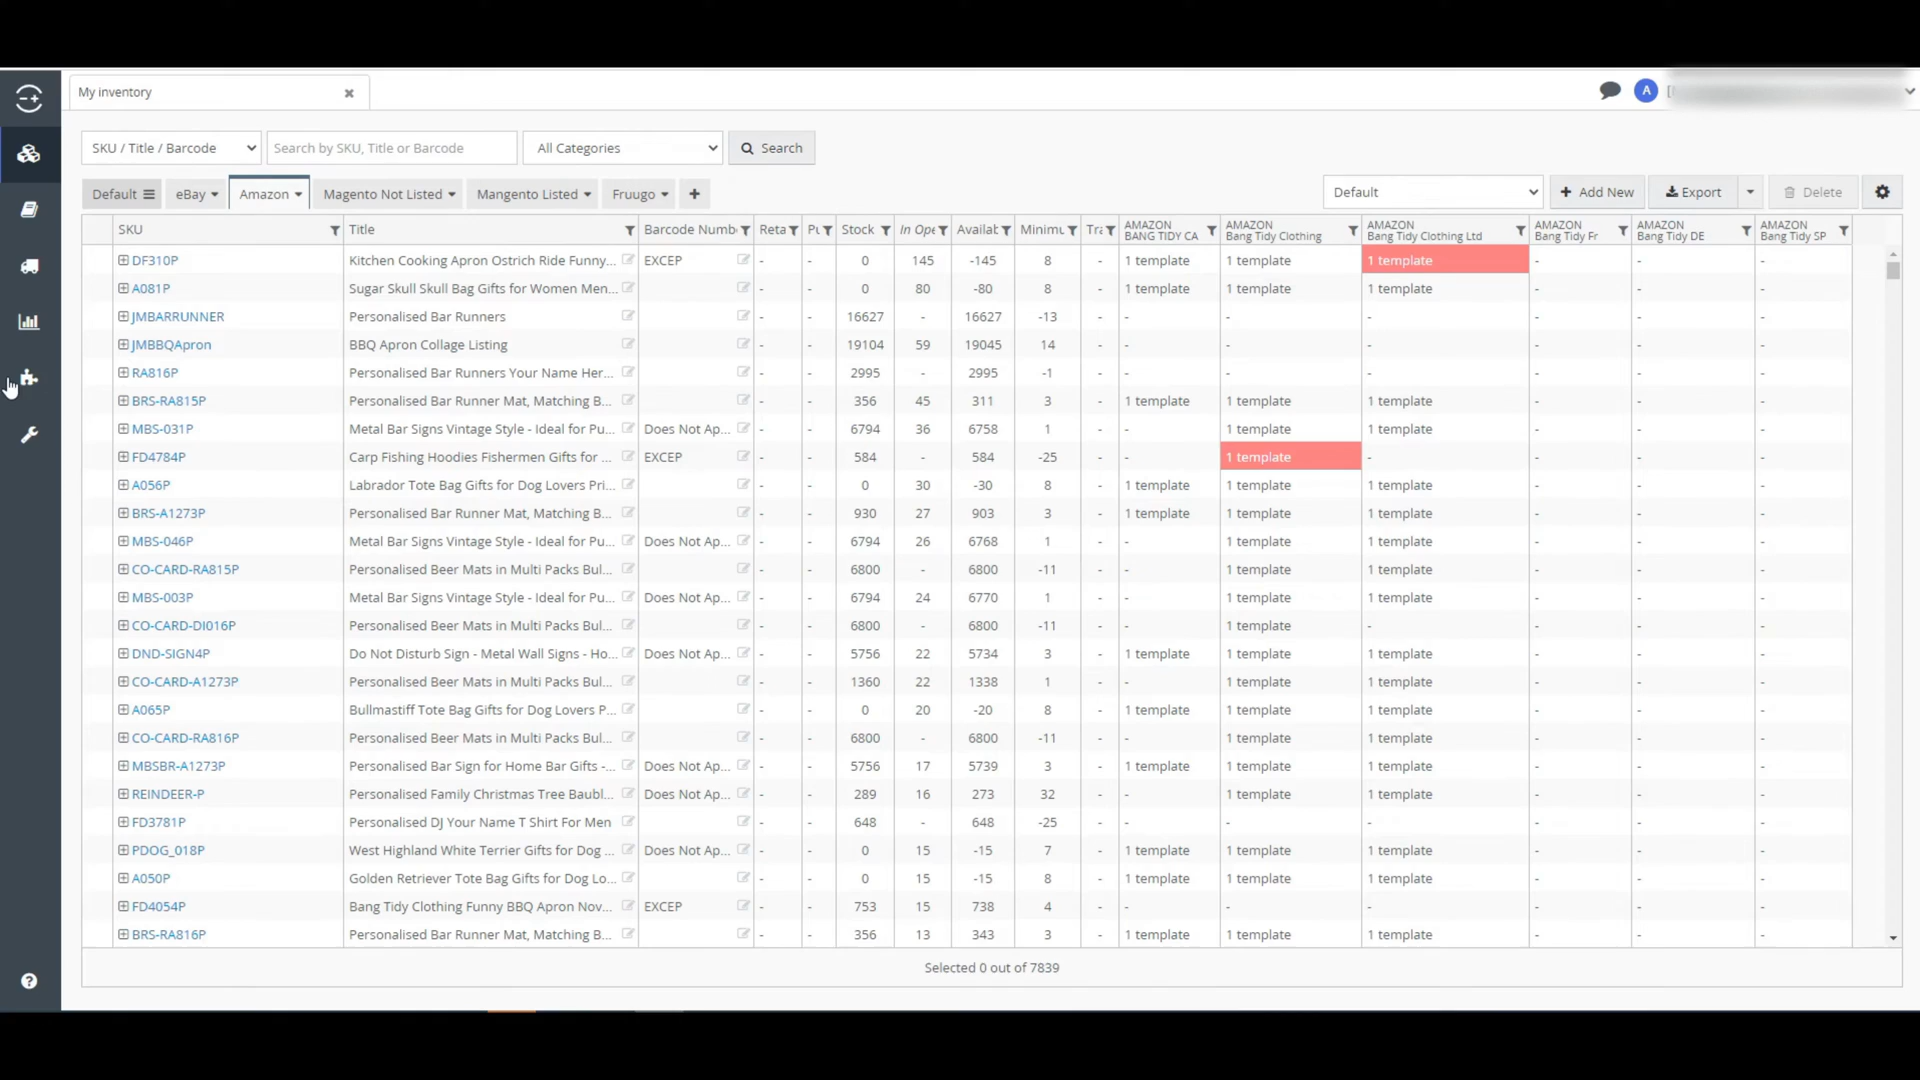 My inventory
A
SKU / Title / Barcode Search by SKU, Title or Barcode All Categories Search
Default eBay Amazon Magento Not Listed Mangento Listed Fruugo + Default Add New Export Delete
SKU Title Barcode Numb Reta Pu Stock In Ope Availab Minimu Tra AMAZON BANG TIDY CA AMAZON Bang Tidy Clothing AMAZON Bang Tidy Clothing Ltd AMAZON Bang Tidy Fr AMAZON Bang Tidy DE AMAZON Bang Tidy SP
DF310P Kitchen Cooking Apron Ostrich Ride Funny... EXCEP - - 0 145 -145 8 - 1 template 1 template 1 template - - -
A081P Sugar Skull Skull Bag Gifts for Women Men... - - 0 80 -80 8 - 1 template 1 template 1 template - - -
JMBARRUNNER Personalised Bar Runners - - 16627 - 16627 -13 - - - - - - -
JMBBQApron BBQ Apron Collage Listing - - 19104 59 19045 14 - - - - - - -
RA816P Personalised Bar Runners Your Name Her... - - 2995 - 2995 -1 - - - - - - -
BRS-RA815P Personalised Bar Runner Mat, Matching B... - - 356 45 311 3 - 1 template 1 template 1 template - - -
MBS-031P Metal Bar Signs Vintage Style - Ideal for Pu... Does Not Ap... - - 6794 36 6758 1 - - 1 template 1 template - - -
FD4784P Carp Fishing Hoodies Fishermen Gifts for ... EXCEP - - 584 - 584 -25 - - 1 template - - - -
A056P Labrador Tote Bag Gifts for Dog Lovers Pri... - - 0 30 -30 8 - 1 template 1 template 1 template - - -
BRS-A1273P Personalised Bar Runner Mat, Matching B... - - 930 27 903 3 - 1 template 1 template 1 template - - -
MBS-046P Metal Bar Signs Vintage Style - Ideal for Pu... Does Not Ap... - - 6794 26 6768 1 - - 1 template 1 template - - -
CO-CARD-RA815P Personalised Beer Mats in Multi Packs Bul... - - 6800 - 6800 -11 - - 1 template 1 template - - -
MBS-003P Metal Bar Signs Vintage Style - Ideal for Pu... Does Not Ap... - - 6794 24 6770 1 - - 1 template 1 template - - -
CO-CARD-DI016P Personalised Beer Mats in Multi Packs Bul... - - 6800 - 6800 -11 - - 1 template - - - -
DND-SIGN4P Do Not Disturb Sign - Metal Wall Signs - Ho... Does Not Ap... - - 5756 22 5734 3 - 1 template 1 template 1 template - - -
CO-CARD-A1273P Personalised Beer Mats in Multi Packs Bul... - - 1360 22 1338 1 - - 1 template 1 template - - -
A065P Bullmastiff Tote Bag Gifts for Dog Lovers P... - - 0 20 -20 8 - 1 template 1 template 1 template - - -
CO-CARD-RA816P Personalised Beer Mats in Multi Packs Bul... - - 6800 - 6800 -11 - - 1 template 1 template - - -
MBSBR-A1273P Personalised Bar Sign for Home Bar Gifts -... Does Not Ap... - - 5756 17 5739 3 - 1 template 1 template 1 template - - -
REINDEER-P Personalised Family Christmas Tree Baubl... Does Not Ap... - - 289 16 273 32 - - 1 template 1 template - - -
FD3781P Personalised DJ Your Name T Shirt For Men - - 648 - 648 -25 - - - - - - -
PDOG_018P West Highland White Terrier Gifts for Dog ... Does Not Ap... - - 0 15 -15 7 - 1 template 1 template 1 template - - -
A050P Golden Retriever Tote Bag Gifts for Dog Lo... - - 0 15 -15 8 - 1 template 1 template 1 template - - -
FD4054P Bang Tidy Clothing Funny BBQ Apron Nov... EXCEP - - 753 15 738 4 - - - - - - -
BRS-RA816P Personalised Bar Runner Mat, Matching B... - - 356 13 343 3 - 1 template 1 template 1 template - - -
Selected 0 out of 7839